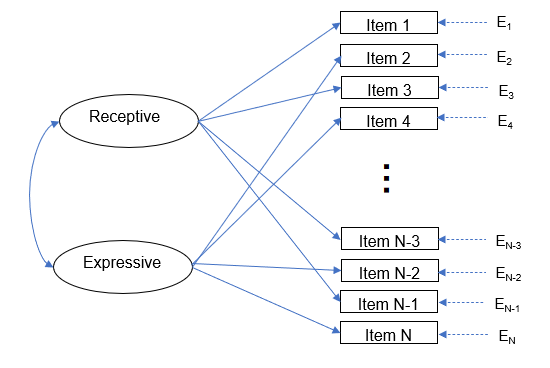 Item 1 E1
Item 2 E2
Item 3 E3
Receptive
Item 4 E4
Item N-3 EN-3
Expressive
Item N-2 EN-2
Item N-1 EN-1
Item N EN